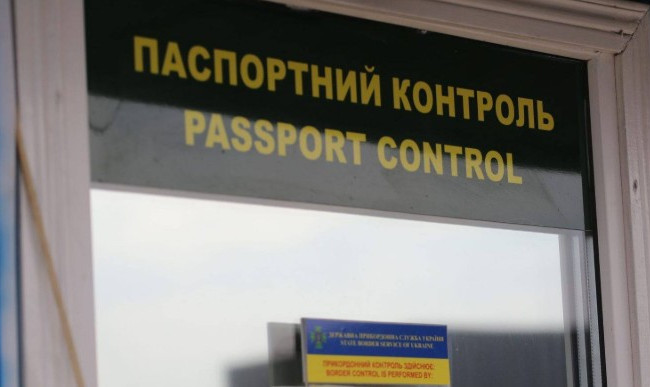 ПАСПОРТНИЙ КОНТРОЛЬ
PASSPORT CONTROL
ДЕРЖАВНА ПРИКОРДОННА СЛУЖБА УКРАЇНИ
STATE BORDER SERVICE OF UKRAINE
ПРИКОРДОННИЙ КОНТРОЛЬ ЗДІЙСНЮЄ:
BORDER CONTROL IS PERFORMED BY: